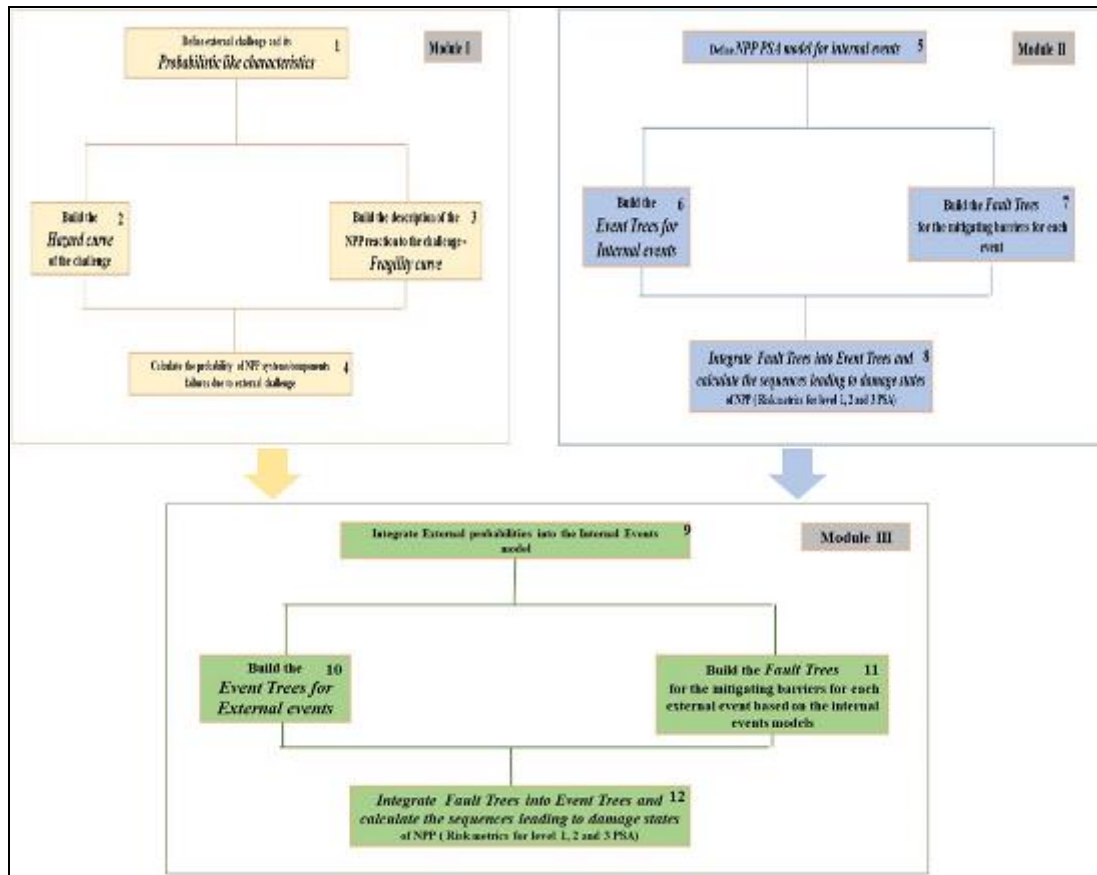 Define external challenge and its 1
Probabilistic like characteristics
Module I
Build the 2
Hazard curve
of the challenge
Build the description of the 3
NPP reaction to the challenge -
Fragility curve
Calculate the probability of NPP systems/components 4
failures due to external challenge
Define NPP PSA model for internal events 5
Module II
Build the 6
Event Trees for
Internal events
Build the Fault Trees 7
for the mitigating barriers for each
event
Integrate Fault Trees into Event Trees and 8
calculate the sequences leading to damage states
of NPP ( Risk metrics for level 1, 2 and 3 PSA)
Integrate External probabilities into the Internal Events 9
model
Module III
Build the 10
Event Trees for
External events
Build the Fault Trees 11
for the mitigating barriers for each
external event based on the internal
events models
Integrate Fault Trees into Event Trees and 12
calculate the sequences leading to damage states
of NPP ( Risk metrics for level 1, 2 and 3 PSA)